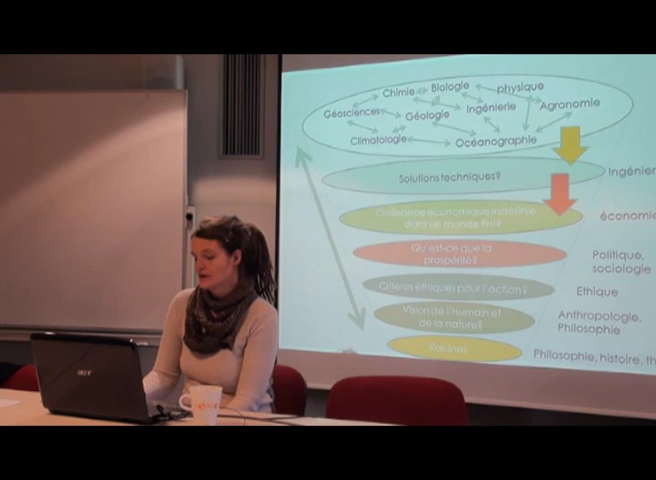 Chimie
Biologie
physique
Géosciences
Géologie
Ingénierie
Agronomie
Climatologie
Océanographie
Solutions techniques?
Ingénier
Croissance économique indéfinie
dans un monde fini?
économie
Qu'est-ce que la
prospérité?
Politique,
sociologie
Critères éthiques pour l'action?
Ethique
Vision de l'humain et
de la nature?
Anthropologie,
Philosophie
Racines
Philosophie, histoire, th
acer